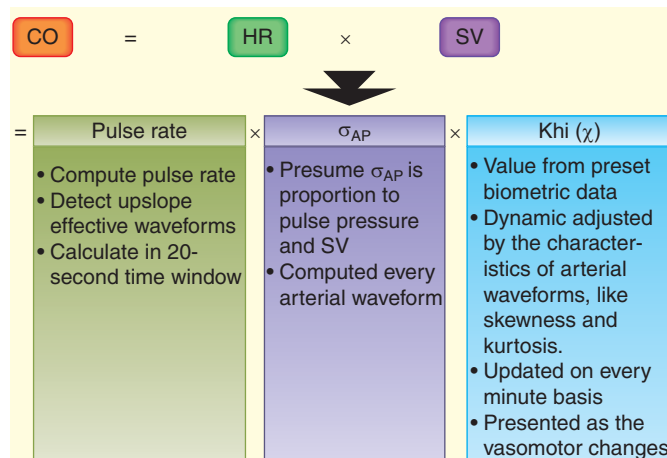 CO = HR × SV
= Pulse rate × σAP × Khi (χ)
• Compute pulse rate
• Detect upslope
effective waveforms
• Calculate in 20-
second time window
• Presume σAP is
proportion to
pulse pressure
and SV
• Computed every
arterial waveform
• Value from preset
biometric data
• Dynamic adjusted
by the character-
istics of arterial
waveforms, like
skewness and
kurtosis.
• Updated on every
minute basis
• Presented as the
vasomotor changes